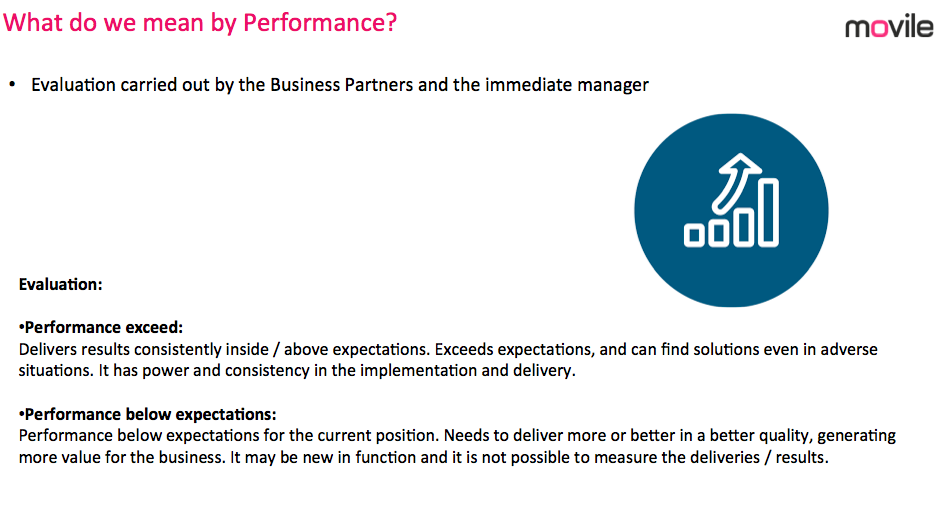 What do we mean by Performance?
movile
• Evaluation carried out by the Business Partners and the immediate manager
Evaluation:
•Performance exceed:
Delivers results consistently inside / above expectations. Exceeds expectations, and can find solutions even in adverse
situations. It has power and consistency in the implementation and delivery.
•Performance below expectations:
Performance below expectations for the current position. Needs to deliver more or better in a better quality, generating
more value for the business. It may be new in function and it is not possible to measure the deliveries / results.